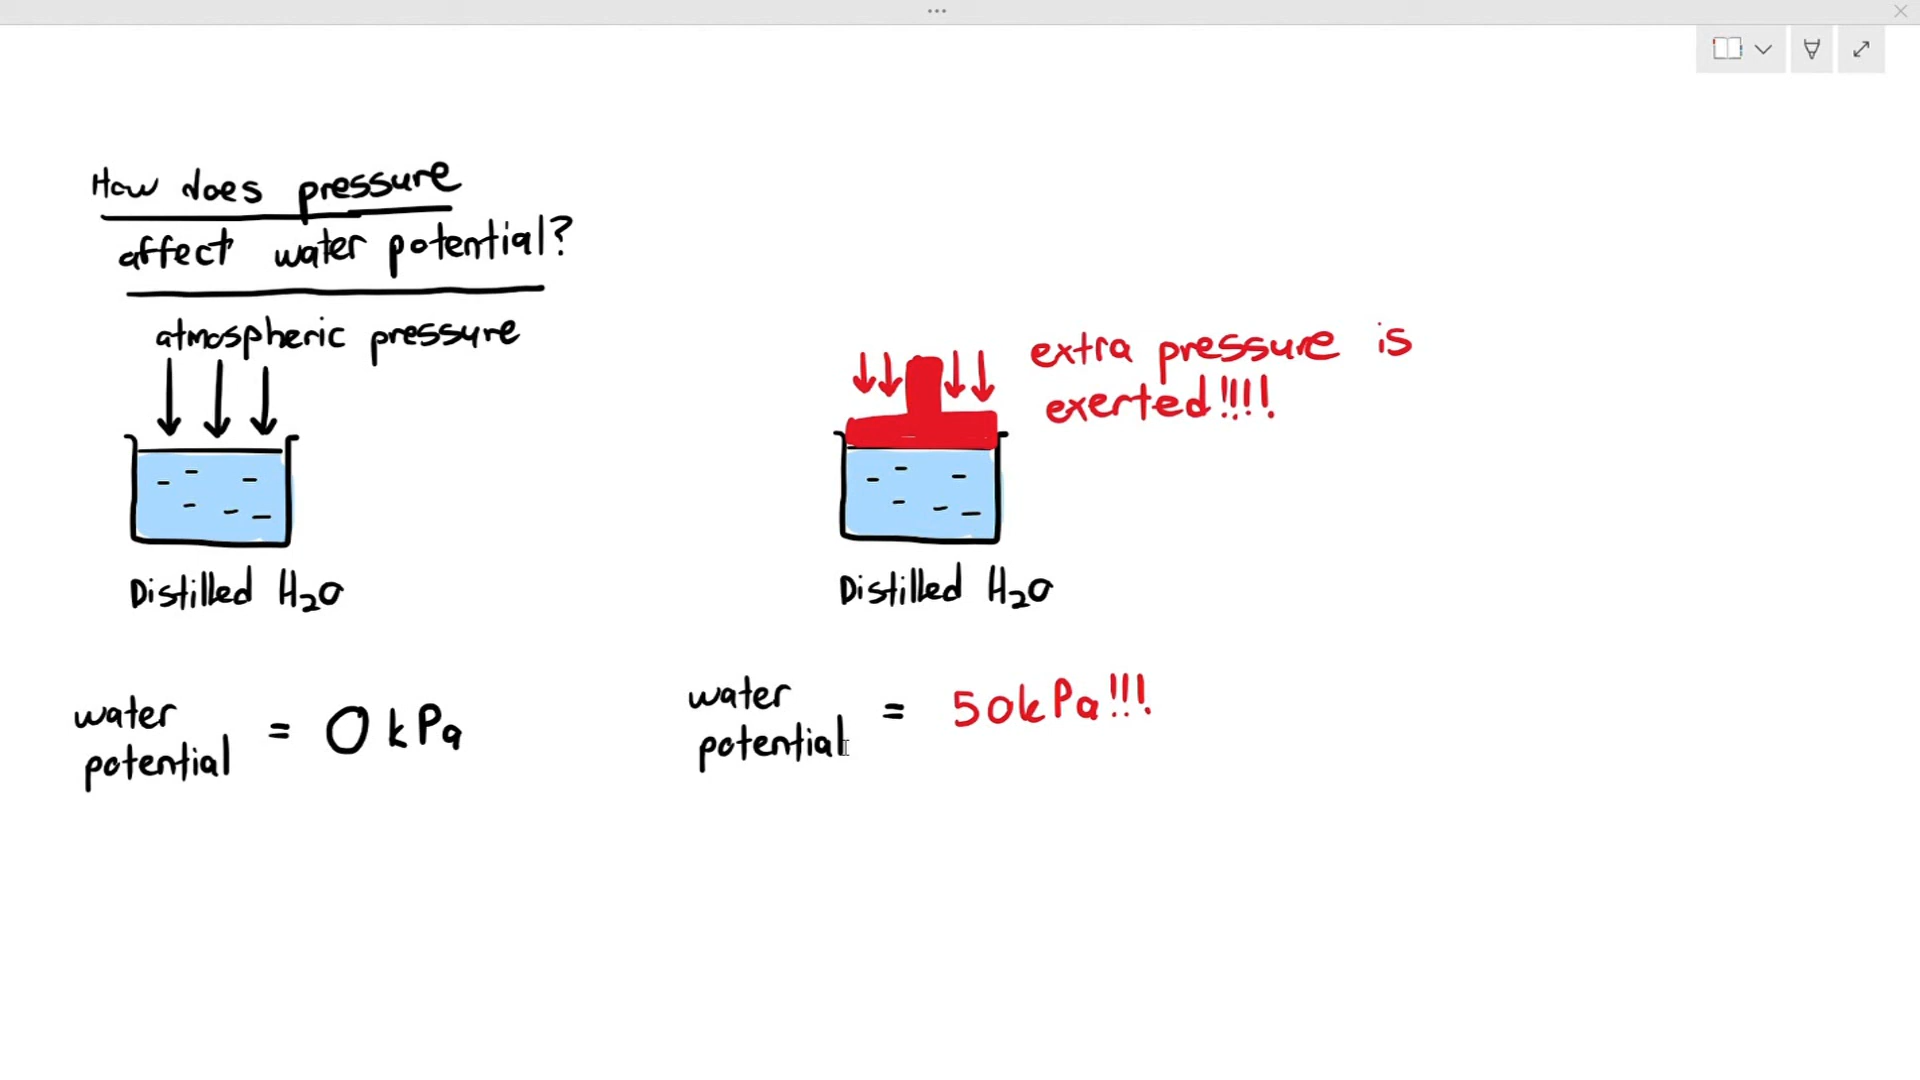 How does pressure
affect water potential?
atmospheric pressure
Distilled H₂O
water
potential = 0 kPa
extra pressure is
exerted!!!!
Distilled H₂O
water
potential = 50kPa!!!